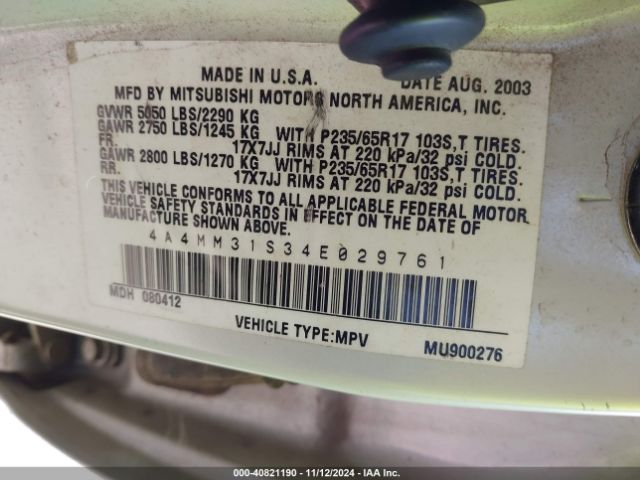 MADE IN U.S.A. DATE AUG. 2003
MFD BY MITSUBISHI MOTORS NORTH AMERICA, INC.
GVWR 5050 LBS/2290 KG
GAWR 2750 LBS/1245 KG WITH P235/65R17 103S,T TIRES.
FR. 17X7JJ RIMS AT 220 kPa/32 psi COLD.
GAWR 2800 LBS/1270 KG WITH P235/65R17 103S,T TIRES.
RR. 17X7JJ RIMS AT 220 kPa/32 psi COLD.
THIS VEHICLE CONFORMS TO ALL APPLICABLE FEDERAL MOTOR
VEHICLE SAFETY STANDARDS IN EFFECT ON THE DATE OF
MANUFACTURE SHOWN ABOVE.
4A4MM31S34E029761
MDH 080412
VEHICLE TYPE:MPV MU900276
000-40821190 - 11/12/2024 - IAA Inc.